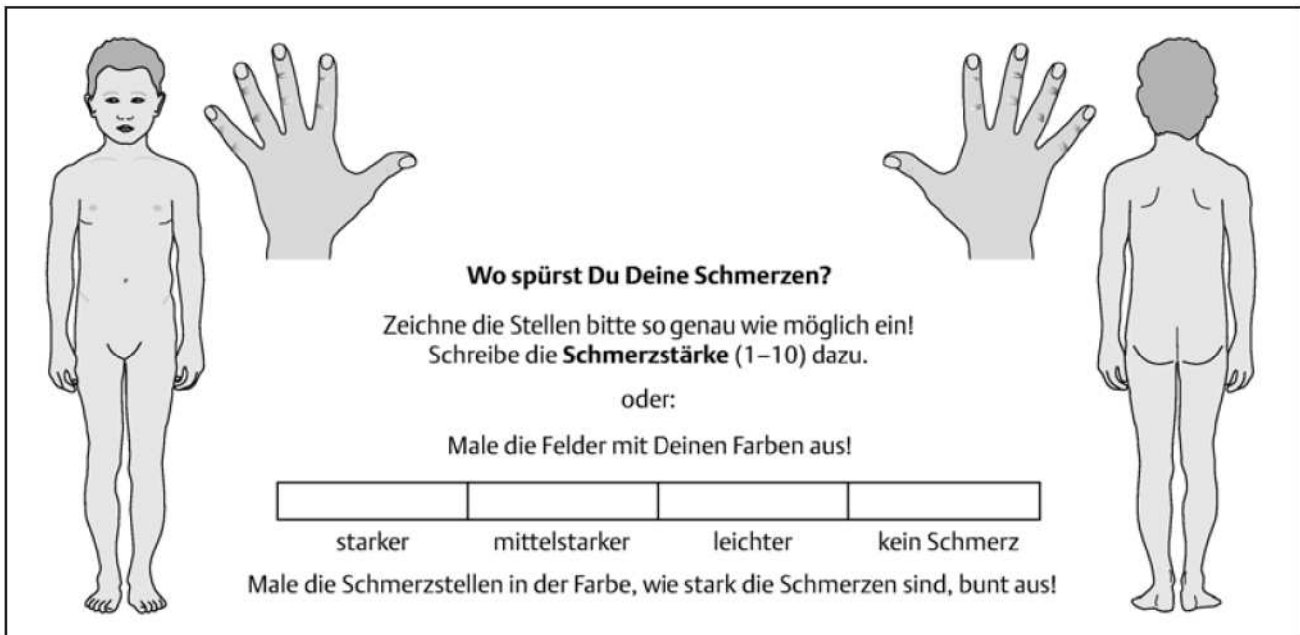 Wo spürst Du Deine Schmerzen?
Zeichne die Stellen bitte so genau wie möglich ein!
Schreibe die Schmerzstärke (1–10) dazu.
oder:
Male die Felder mit Deinen Farben aus!
starker mittelstarker leichter kein Schmerz
Male die Schmerzstellen in der Farbe, wie stark die Schmerzen sind, bunt aus!